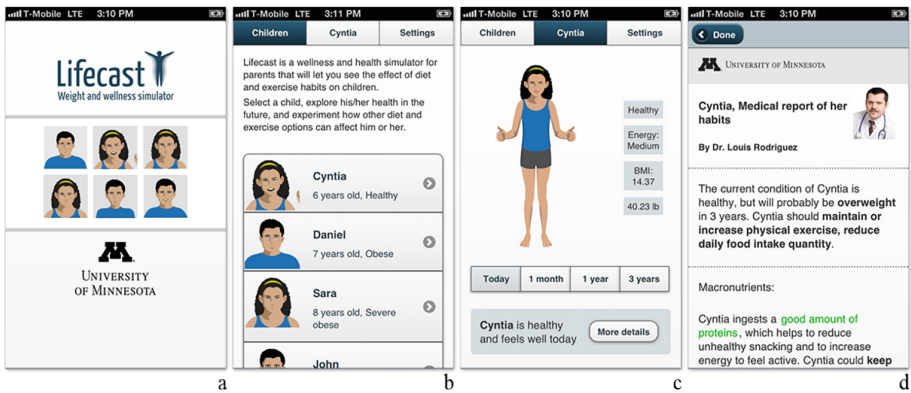 T-Mobile LTE 3:10 PM
Lifecast
Weight and wellness simulator
M
UNIVERSITY
OF MINNESOTA
a
T-Mobile LTE 3:11 PM
Children Cyntia Settings
Lifecast is a wellness and health simulator for
parents that will let you see the effect of diet
and exercise habits on children.
Select a child, explore his/her health in the
future, and experiment how other diet and
exercise options can affect him or her.
Cyntia
6 years old, Healthy
Daniel
7 years old, Obese
Sara
8 years old, Severe
obese
John
b
T-Mobile LTE 3:10 PM
Children Cyntia Settings
Healthy
Energy:
Medium
BMI:
14.37
40.23 lb
Today 1 month 1 year 3 years
Cyntia is healthy
and feels well today
More details
c
T-Mobile LTE 3:10 PM
Done
M UNIVERSITY OF MINNESOTA
Cyntia, Medical report of her
habits
By Dr. Louis Rodriguez
The current condition of Cyntia is
healthy, but will probably be overweight
in 3 years. Cyntia should maintain or
increase physical exercise, reduce
daily food intake quantity.
Macronutrients:
Cyntia ingests a good amount of
proteins, which helps to reduce
unhealthy snacking and to increase
energy to feel active. Cyntia could keep
d